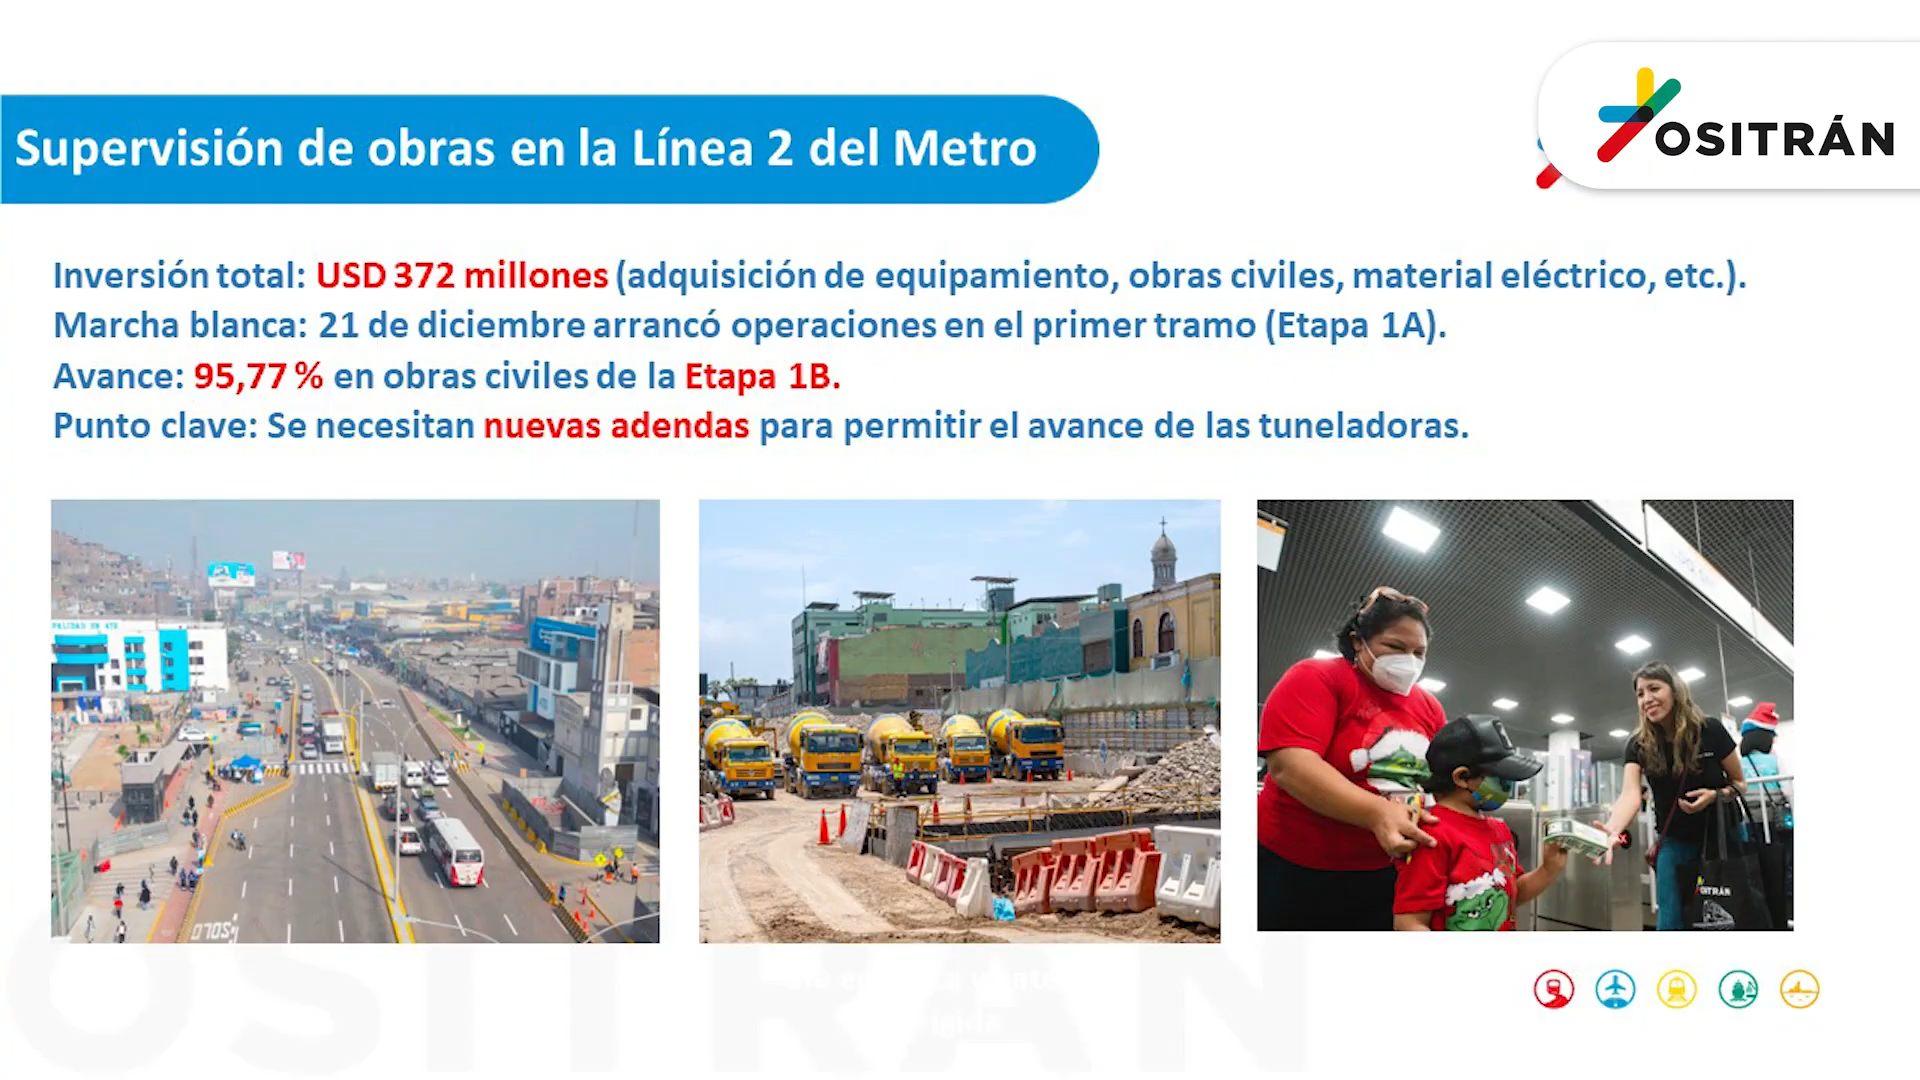 Supervisión de obras en la Línea 2 del Metro
OSITRÁN
Inversión total: USD 372 millones (adquisición de equipamiento, obras civiles, material eléctrico, etc.).
Marcha blanca: 21 de diciembre arrancó operaciones en el primer tramo (Etapa 1A).
Avance: 95,77 % en obras civiles de la Etapa 1B.
Punto clave: Se necesitan nuevas adendas para permitir el avance de las tuneladoras.
SOLO
OSITRÁN
OSITRÁN